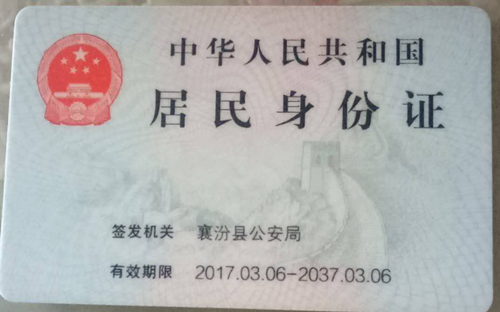 中华人民共和国
居民身份证
签发机关 襄汾县公安局
有效期限 2017.03.06-2037.03.06